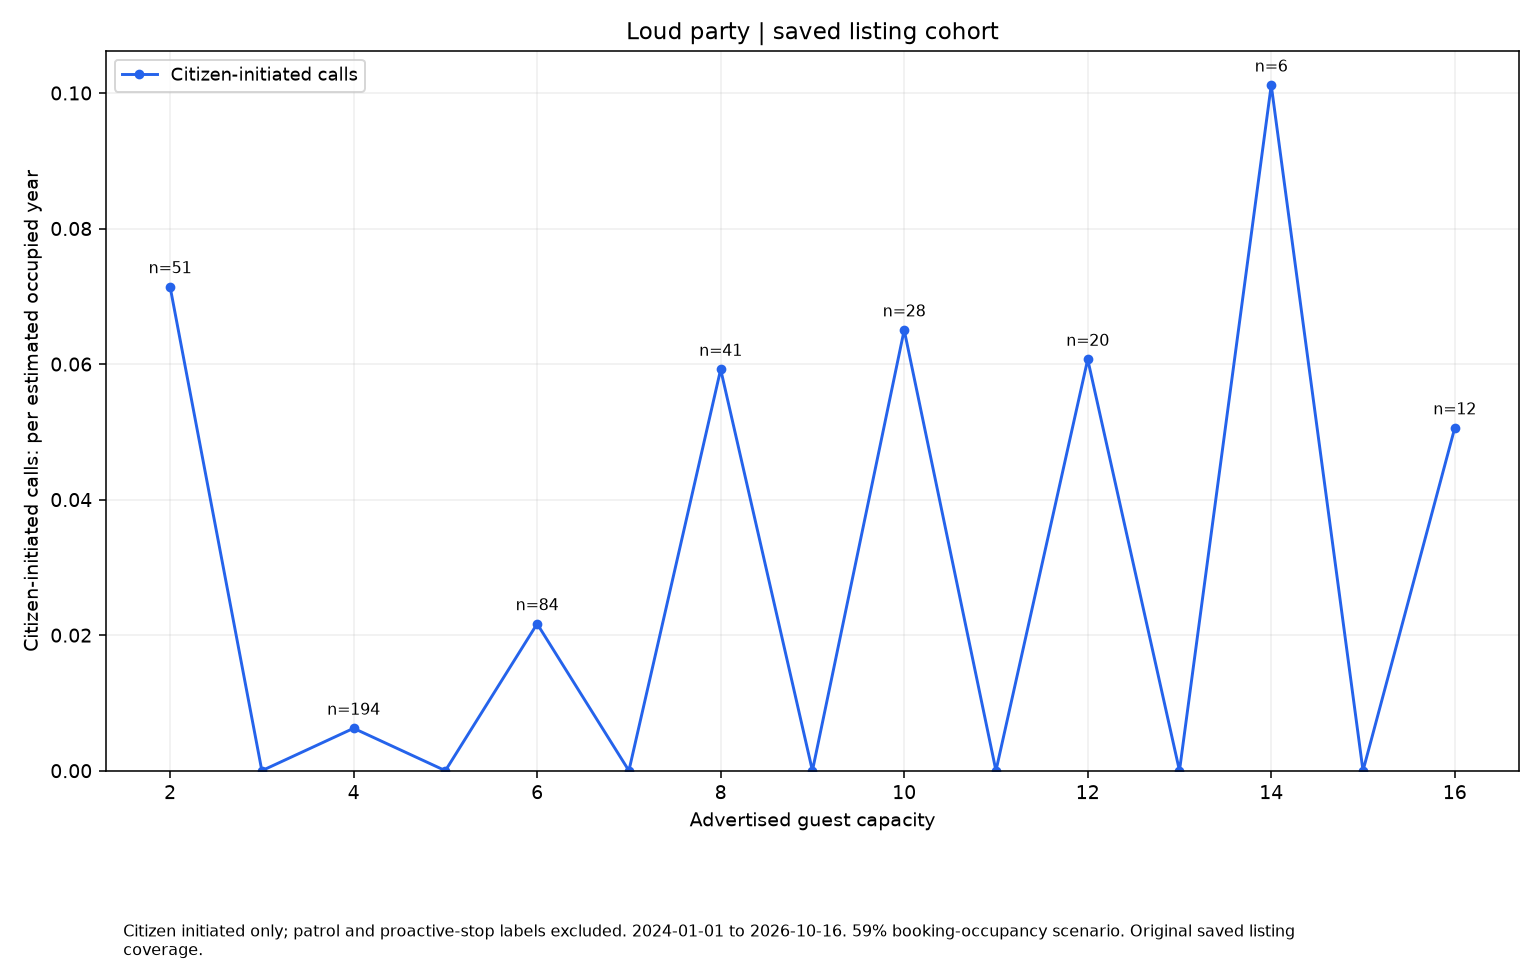 Loud party | saved listing cohort
Citizen-initiated calls
Citizen-initiated calls: per estimated occupied year
0.10
0.08
0.06
0.04
0.02
0.00
n=51
n=194
n=84
n=41
n=28
n=20
n=6
n=12
2 4 6 8 10 12 14 16
Advertised guest capacity
Citizen initiated only; patrol and proactive-stop labels excluded. 2024-01-01 to 2026-10-16. 59% booking-occupancy scenario. Original saved listing
coverage.